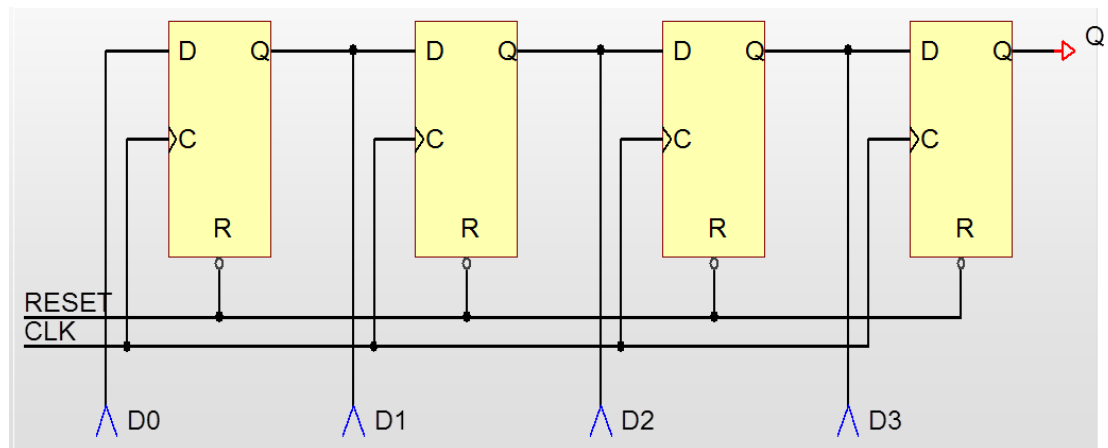 Q
D Q D Q D Q D Q
C C C C
R R R R
RESET
CLK
D0 D1 D2 D3